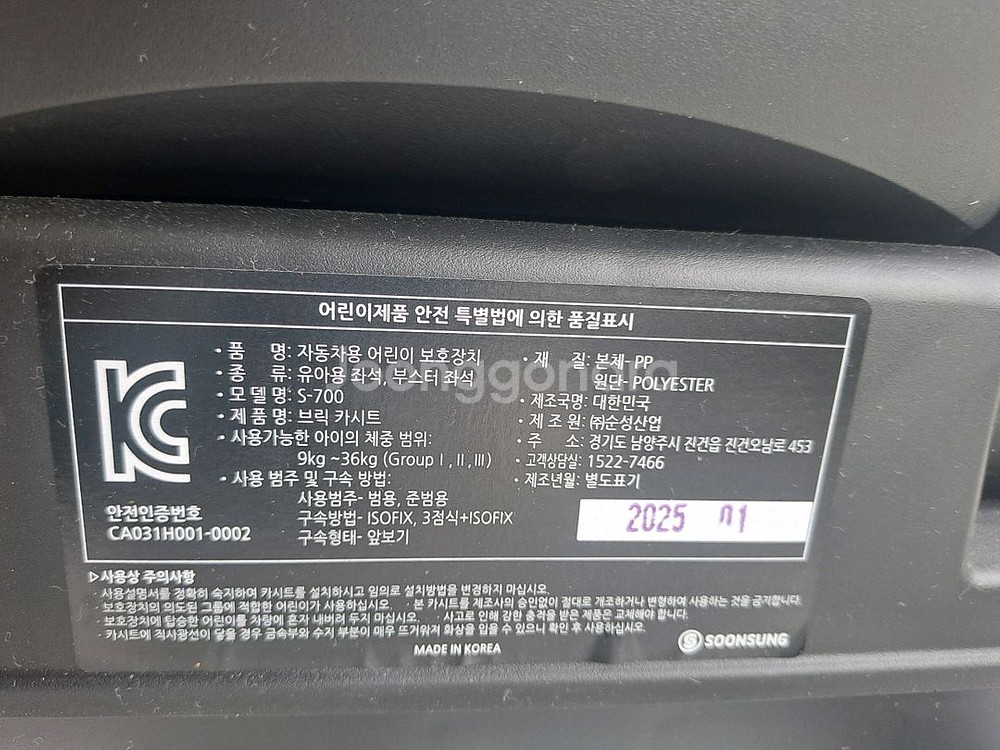 어린이제품 안전 특별법에 의한 품질표시
KC
안전인증번호
CA031H001-0002
• 품 명: 자동차용 어린이 보호장치
• 종 류: 유아용 좌석, 부스터 좌석
• 모 델 명: S-700
• 제 품 명: 브릭 카시트
• 사용가능한 아이의 체중 범위:
9kg ~36kg (Group Ⅰ,Ⅱ,Ⅲ)
• 사용 범주 및 구속 방법:
사용범주- 범용, 준범용
구속방법- ISOFIX, 3점식+ISOFIX
구속형태- 앞보기
• 재 질: 본체- PP
원단- POLYESTER
• 제조국명: 대한민국
• 제 조 원: ㈜순성산업
• 주 소: 경기도 남양주시 진건읍 진건오남로 453
• 고객상담실: 1522-7466
• 제조년월: 별도표기
2025 01
▷사용상 주의사항
· 사용설명서를 정확히 숙지하여 카시트를 설치하시고 임의로 설치방법을 변경하지 마십시오.
· 보호장치의 의도된 그룹에 적합한 어린이가 사용하십시오. · 본 카시트를 제조사의 승인없이 절대로 개조하거나 변형하여 사용하는 것을 금지합니다.
· 보호장치에 탑승한 어린이를 차량에 혼자 내버려 두지 마십시오. · 사고로 인해 강한 충격을 받은 제품은 교체해야 합니다.
· 카시트에 직사광선이 닿을 경우 금속부와 수지 부분이 매우 뜨거워져 화상을 입을 수 있으니 확인 후 사용하십시오.
MADE IN KOREA
SOONSUNG
Joonggonara